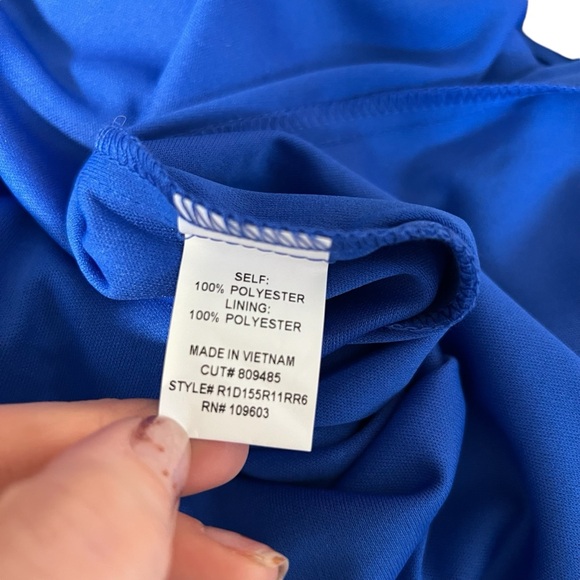 SELF:
100% POLYESTER
LINING:
100% POLYESTER
MADE IN VIETNAM
CUT# 809485
STYLE# R1D155R11RR6
RN# 109603